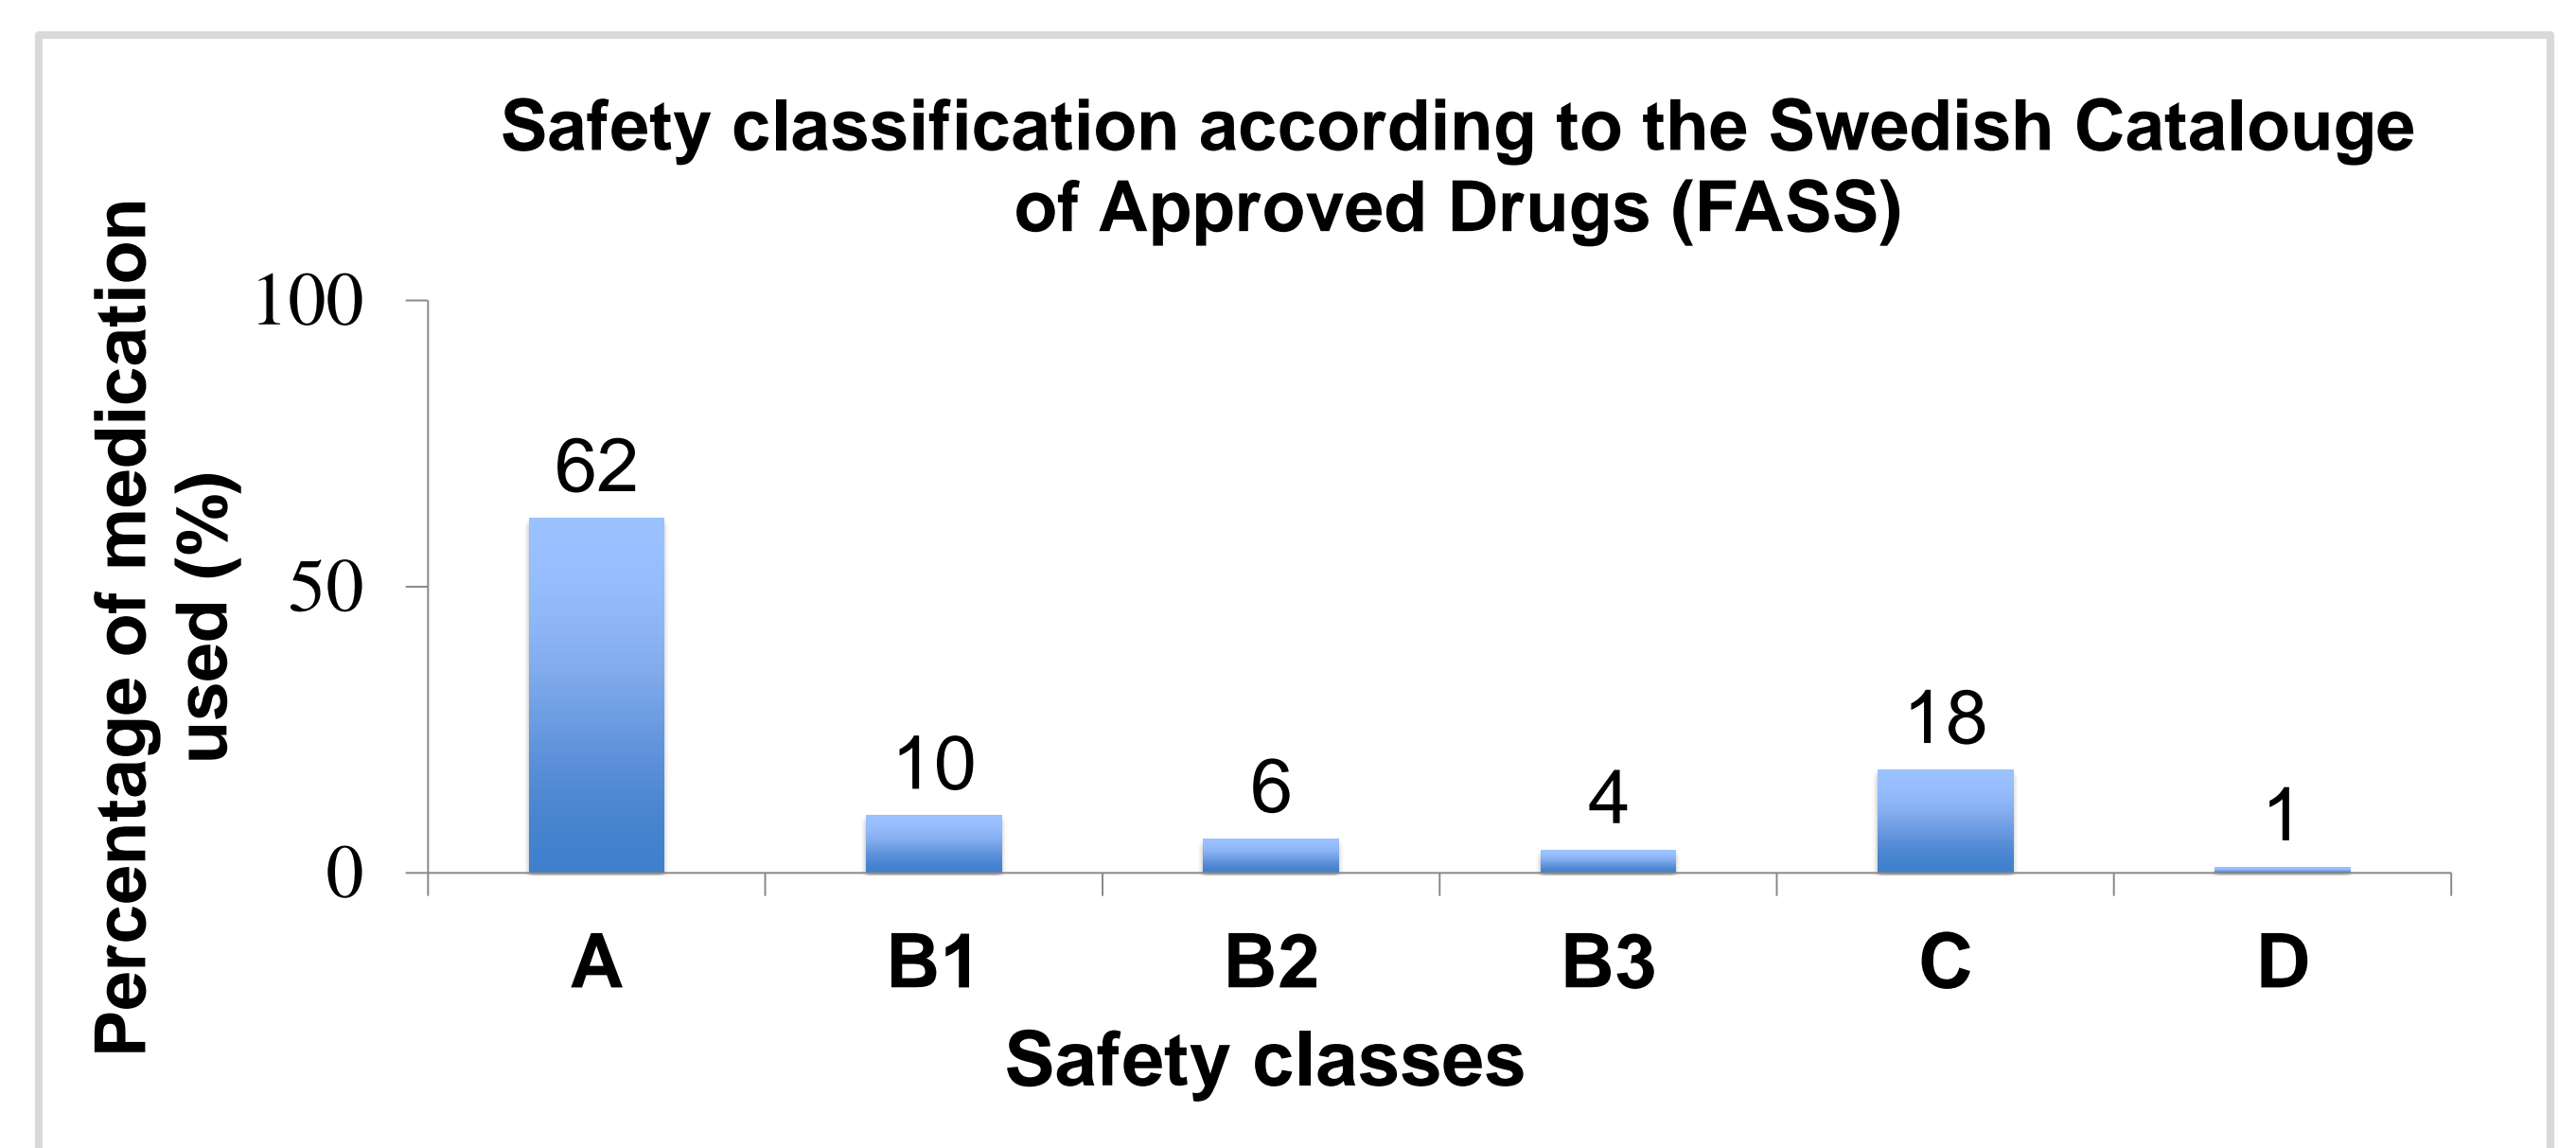 Safety classification according to the Swedish Catalouge
of Approved Drugs (FASS)
Percentage of medication
used (%)
100
50
0
62
10
6
4
18
1
A
B1
B2
B3
C
D
Safety classes